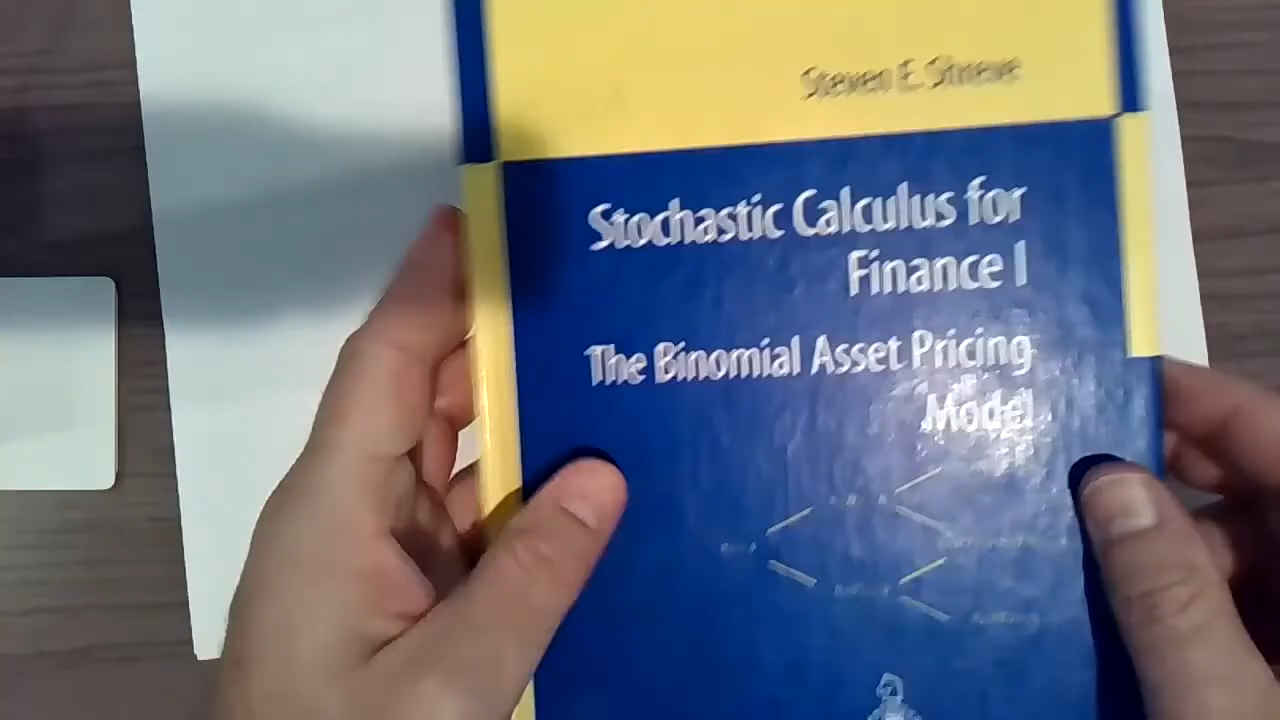 Steven E. Shreve
Stochastic Calculus for
Finance I
The Binomial Asset Pricing
Model